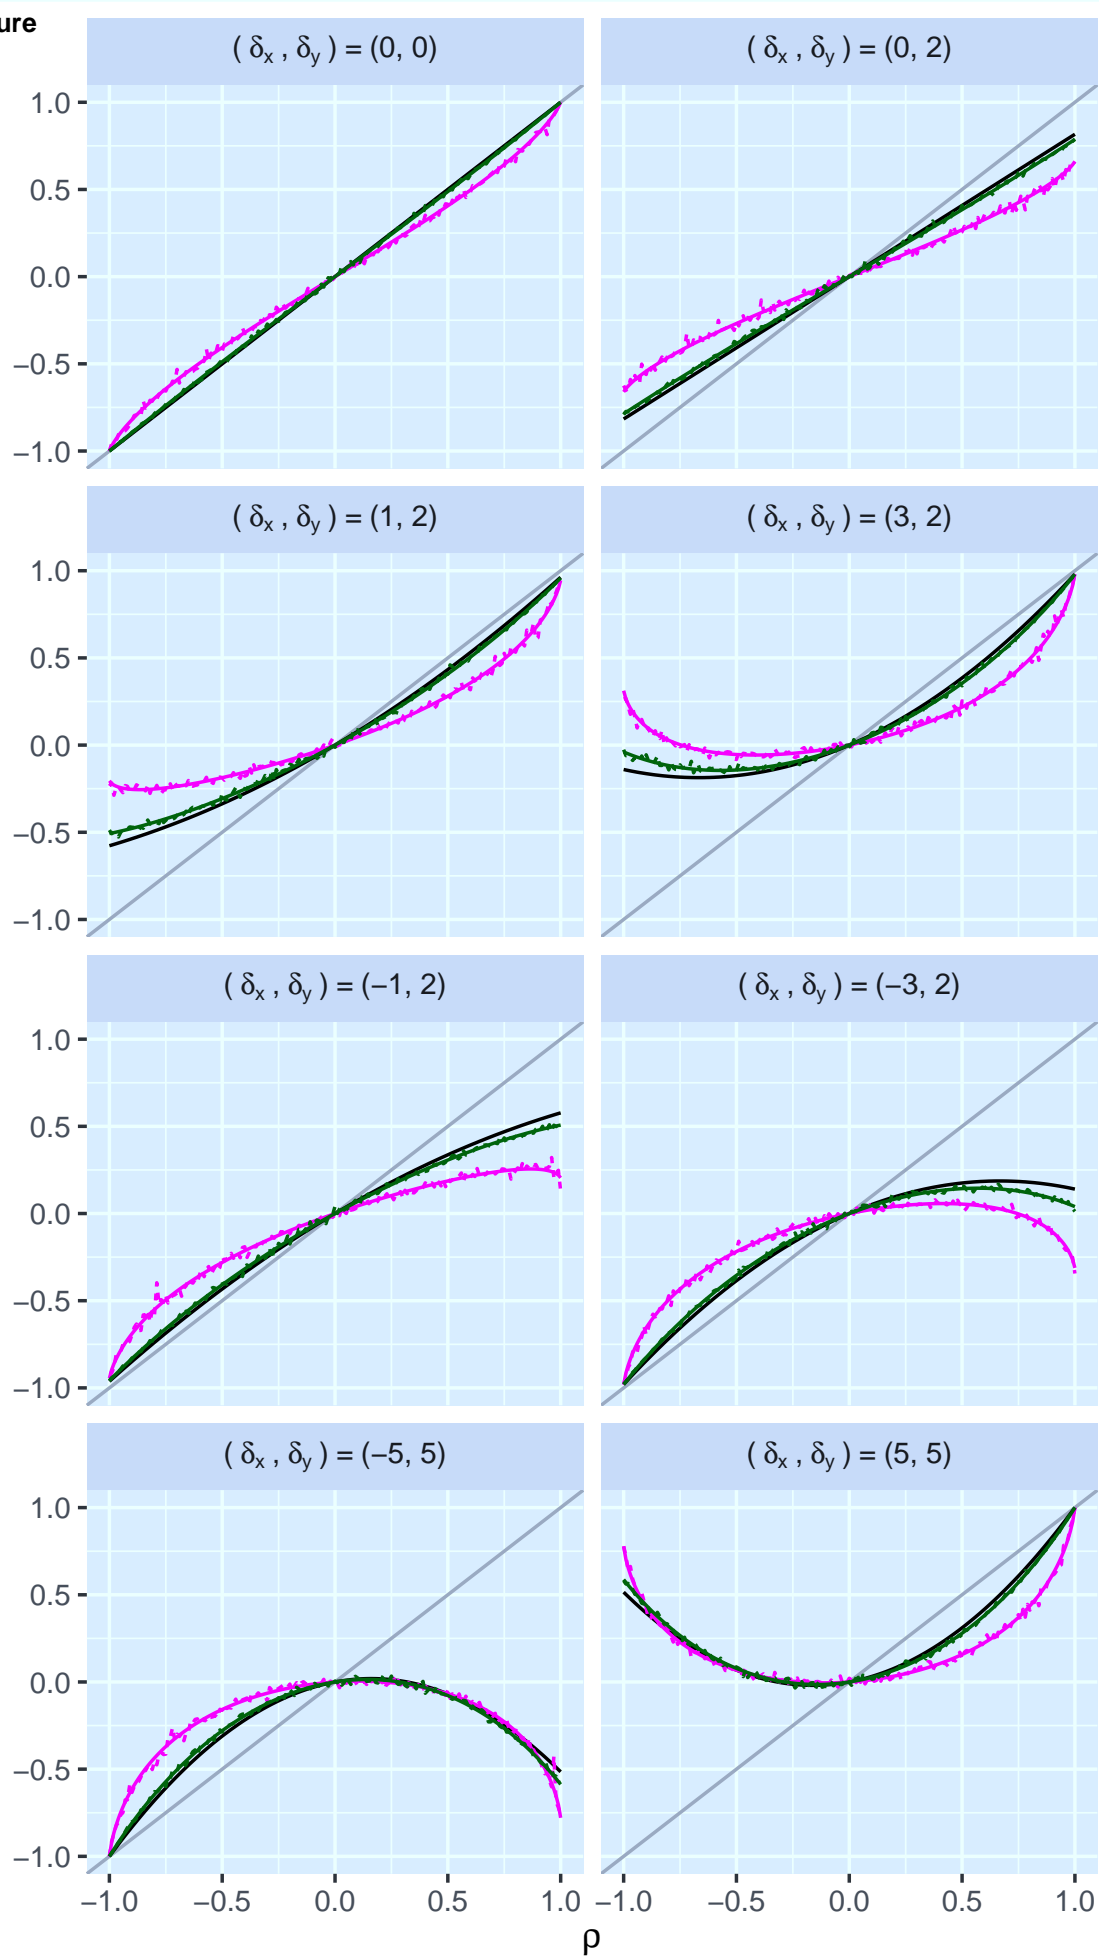 ure
( δx , δy ) = (0, 0)
( δx , δy ) = (0, 2)
1.0
0.5
0.0
−0.5
−1.0
( δx , δy ) = (1, 2)
( δx , δy ) = (3, 2)
1.0
0.5
0.0
−0.5
−1.0
( δx , δy ) = (−1, 2)
( δx , δy ) = (−3, 2)
1.0
0.5
0.0
−0.5
−1.0
( δx , δy ) = (−5, 5)
( δx , δy ) = (5, 5)
1.0
0.5
0.0
−0.5
−1.0
−1.0 −0.5 0.0 0.5 1.0 −1.0 −0.5 0.0 0.5 1.0
ρ